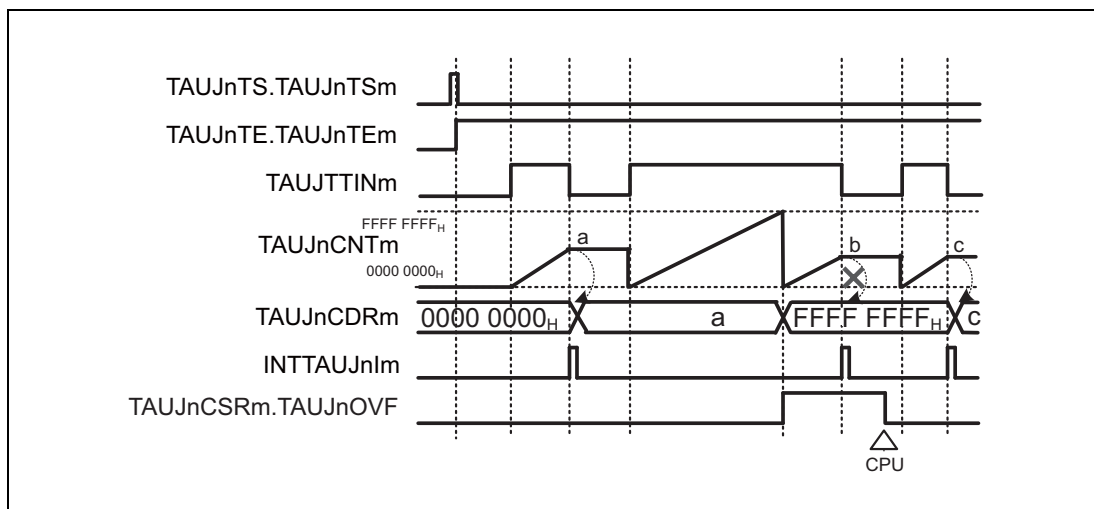 TAUJnTS.TAUJnTSm
TAUJnTE.TAUJnTEm
TAUJTTINm
FFFF FFFFH
TAUJnCNTm
0000 0000H
a
b
c
TAUJnCDRm
0000 0000H
a
FFFF FFFFH
c
INTTAUJnIm
TAUJnCSRm.TAUJnOVF
CPU